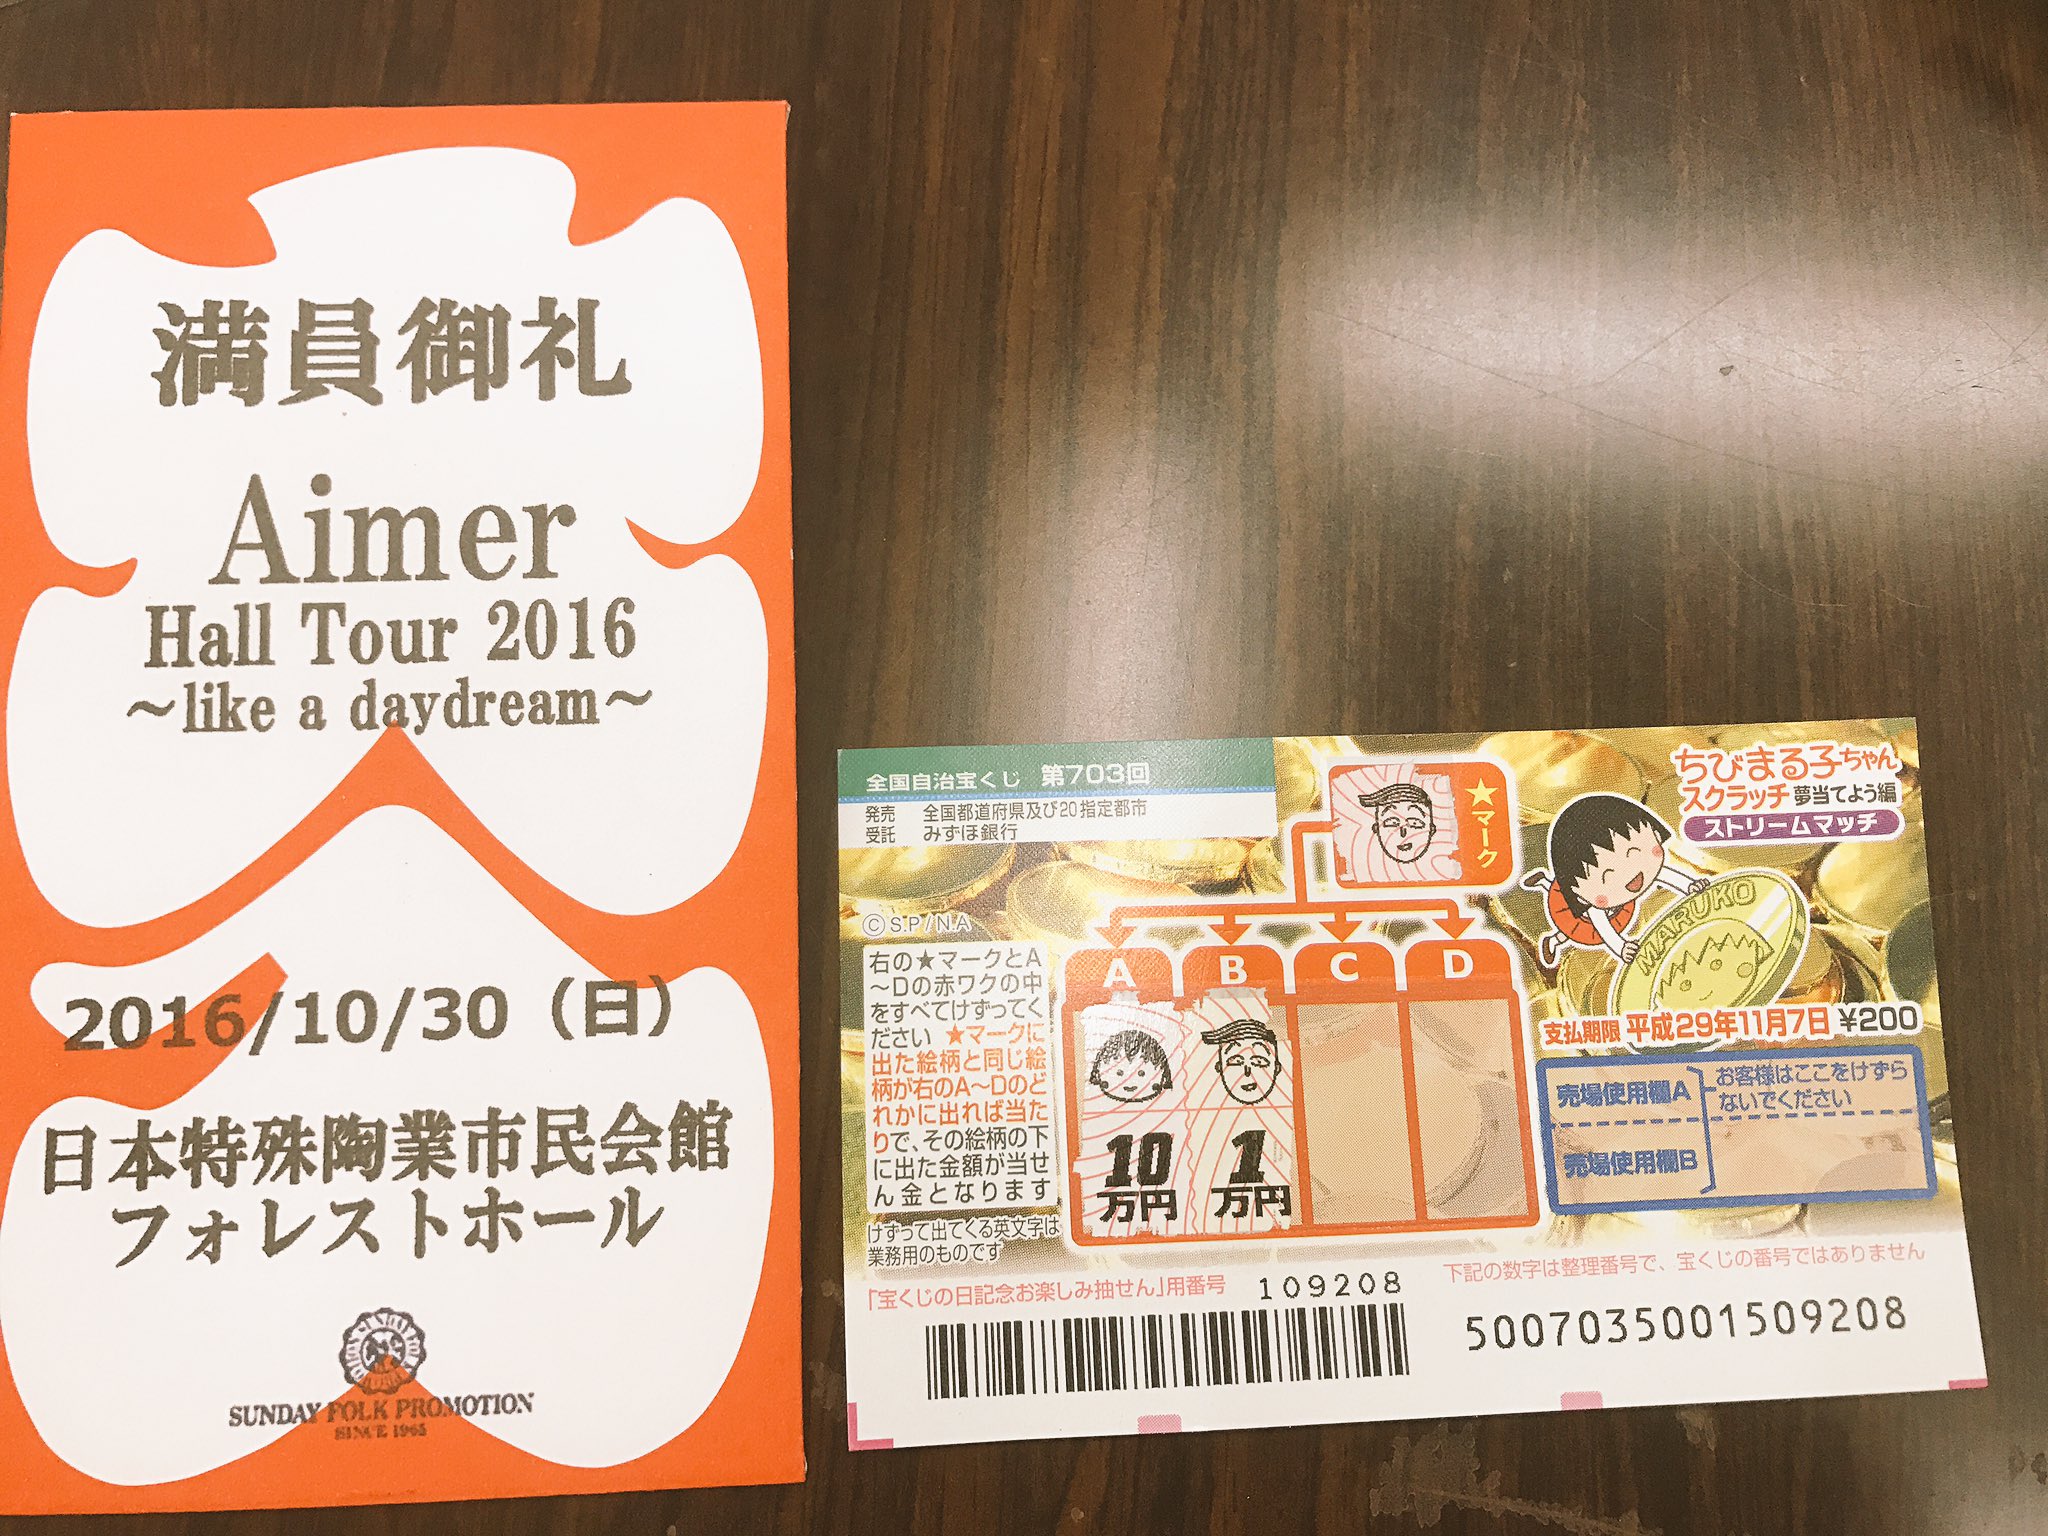 満員御礼
Aimer
Hall Tour 2016
～like a daydream～
2016/10/30（日）
日本特殊陶業市民会館
フォレストホール
SUNDAY FOLK PROMOTION
SINCE 1965
全国自治宝くじ 第703回
発売 全国都道府県及び20指定都市
受託 みずほ銀行
©S.P/N.A
右の★マークとA
～Dの赤ワクの中
をすべてけずってく
ださい ★マークに
出た絵柄と同じ絵
柄が右のA～Dのど
れかに出れば当た
りで、その絵柄の下
に出た金額が当せ
ん金となります
けずって出てくる英文字は
業務用のものです
★マーク
A B C D
10 1
万円 万円
ちびまる子ちゃん
スクラッチ 夢当てよう編
ストリームマッチ
MARUKO
支払期限 平成29年11月7日 ¥200
売場使用欄A
売場使用欄B
お客様はここをけずら
ないでください
「宝くじの日記念お楽しみ抽せん」用番号 109208
下記の数字は整理番号で、宝くじの番号ではありません
5007035001509208